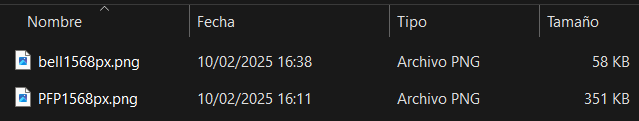 Nombre Fecha Tipo Tamaño
bell1568px.png 10/02/2025 16:38 Archivo PNG 58 KB
PFP1568px.png 10/02/2025 16:11 Archivo PNG 351 KB